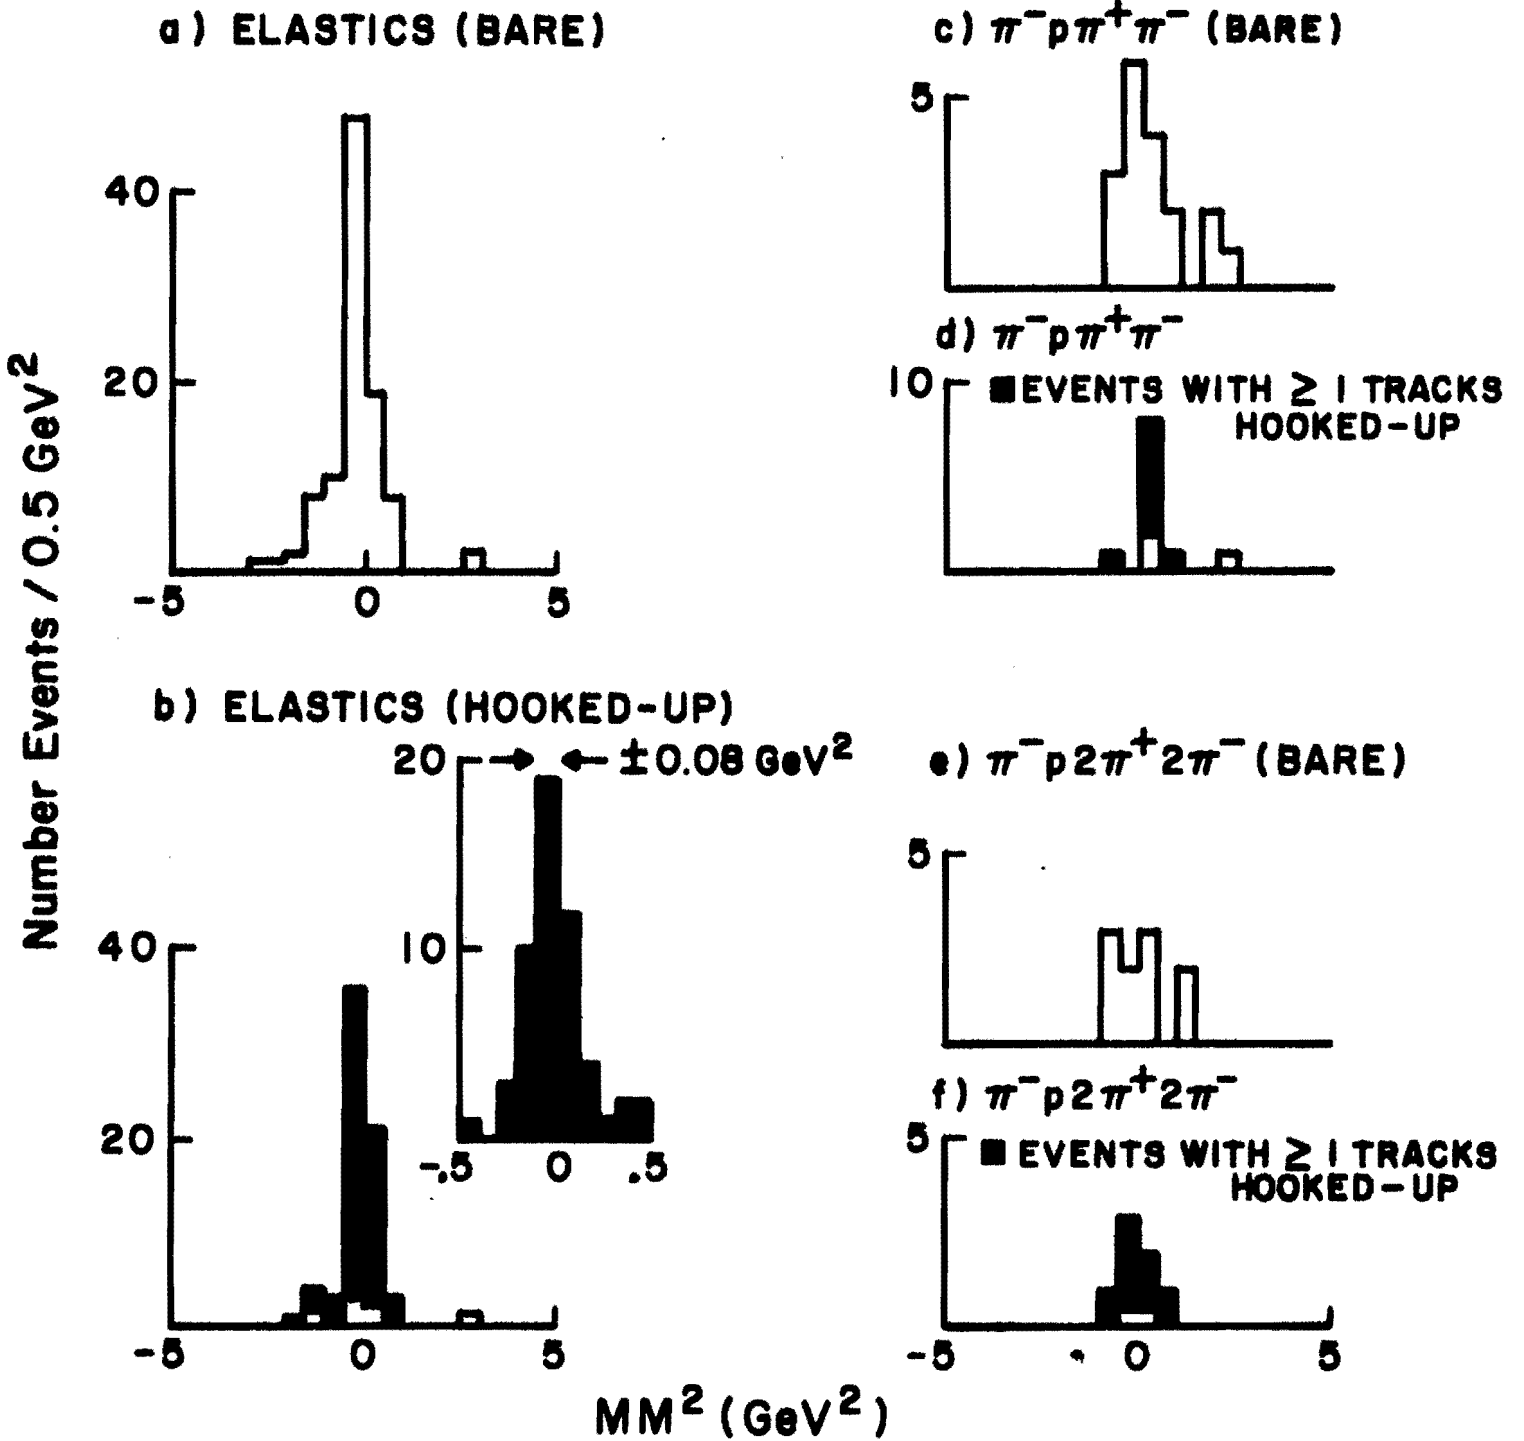 a) ELASTICS (BARE)
40
20
-5 0 5
b) ELASTICS (HOOKED-UP)
20 ±0.08 GeV²
10
-.5 0 .5
40
20
-5 0 5
c) π⁻pπ⁺π⁻ (BARE)
5
d) π⁻pπ⁺π⁻
10 EVENTS WITH ≥ 1 TRACKS
HOOKED-UP
e) π⁻p2π⁺2π⁻ (BARE)
5
f) π⁻p2π⁺2π⁻
5 EVENTS WITH ≥ 1 TRACKS
HOOKED-UP
-5 0 5
Number Events / 0.5 GeV²
MM² (GeV²)